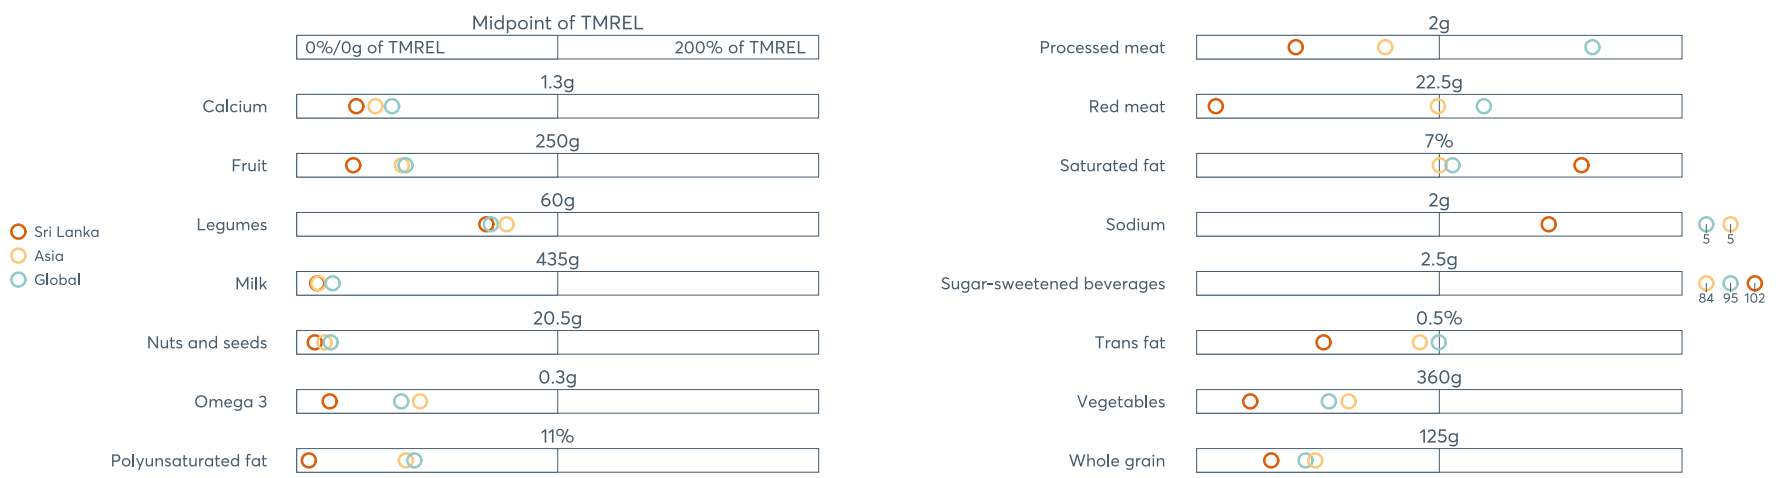 Midpoint of TMREL
0%/0g of TMREL 200% of TMREL
1.3g
Calcium
250g
Fruit
60g
Legumes
435g
Milk
20.5g
Nuts and seeds
0.3g
Omega 3
11%
Polyunsaturated fat
Sri Lanka
Asia
Global
2g
Processed meat
22.5g
Red meat
7%
Saturated fat
2g
Sodium
5 5
2.5g
Sugar-sweetened beverages
84 95 102
0.5%
Trans fat
360g
Vegetables
125g
Whole grain